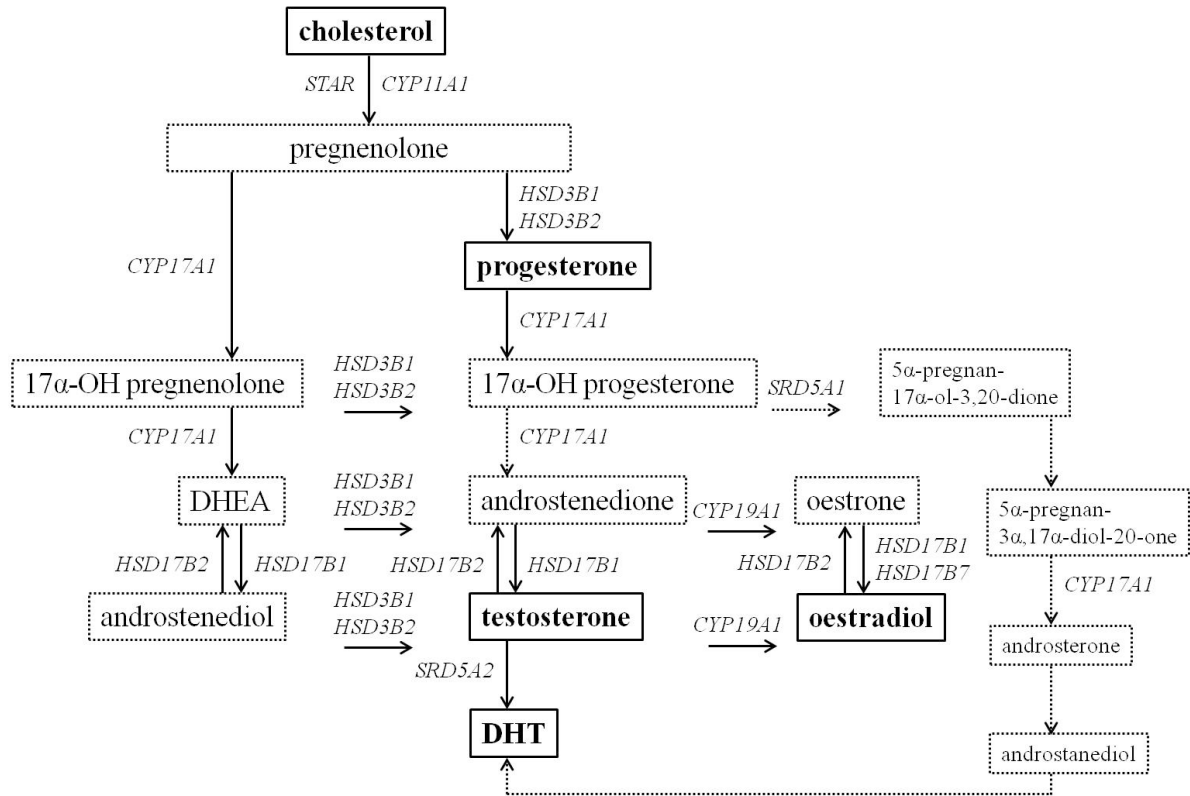 cholesterol
STAR CYP11A1
pregnenolone
HSD3B1
HSD3B2
CYP17A1
progesterone
CYP17A1
17α-OH pregnenolone
HSD3B1
HSD3B2
17α-OH progesterone
SRD5A1
5α-pregnan-
17α-ol-3,20-dione
CYP17A1
CYP17A1
DHEA
HSD3B1
HSD3B2
androstenedione
CYP19A1
oestrone
5α-pregnan-
3α,17α-diol-20-one
HSD17B2
HSD17B1
HSD17B2
HSD17B1
HSD17B2
HSD17B1
HSD17B7
CYP17A1
androstenediol
HSD3B1
HSD3B2
testosterone
CYP19A1
oestradiol
androsterone
SRD5A2
DHT
androstanediol